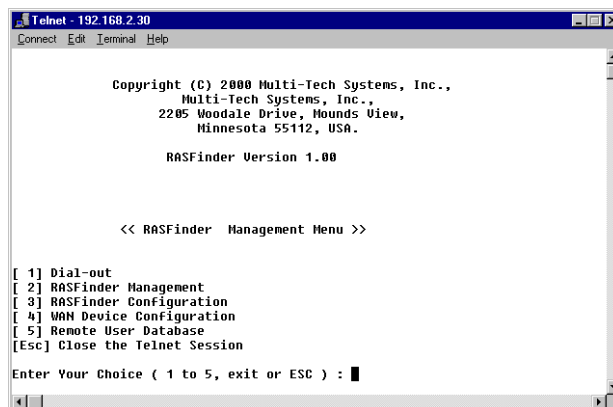 Telnet - 192.168.2.30
Connect Edit Terminal Help
Copyright (C) 2000 Multi-Tech Systems, Inc.,
Multi-Tech Systems, Inc.,
2205 Woodale Drive, Mounds View,
Minnesota 55112, USA.
RASFinder Version 1.00
<< RASFinder Management Menu >>
[ 1] Dial-out
[ 2] RASFinder Management
[ 3] RASFinder Configuration
[ 4] WAN Device Configuration
[ 5] Remote User Database
[Esc] Close the Telnet Session
Enter Your Choice ( 1 to 5, exit or ESC ) :